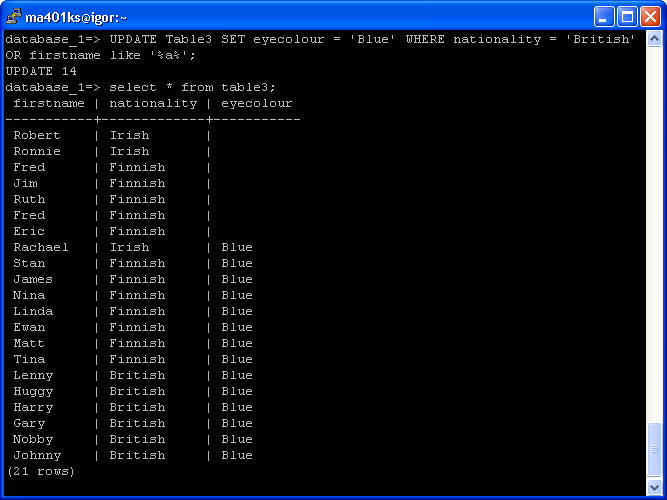 ma401ks@igor:~
database_1=> UPDATE Table3 SET eyecolour = 'Blue' WHERE nationality = 'British'
OR firstname like '%a%';
UPDATE 14
database_1=> select * from table3;
 firstname | nationality | eyecolour
-----------+-------------+-----------
 Robert    | Irish       |
 Ronnie    | Irish       |
 Fred      | Finnish     |
 Jim       | Finnish     |
 Ruth      | Finnish     |
 Fred      | Finnish     |
 Eric      | Finnish     |
 Rachael   | Irish       | Blue
 Stan      | Finnish     | Blue
 James     | Finnish     | Blue
 Nina      | Finnish     | Blue
 Linda     | Finnish     | Blue
 Ewan      | Finnish     | Blue
 Matt      | Finnish     | Blue
 Tina      | Finnish     | Blue
 Lenny     | British     | Blue
 Huggy     | British     | Blue
 Harry     | British     | Blue
 Gary      | British     | Blue
 Nobby     | British     | Blue
 Johnny    | British     | Blue
(21 rows)